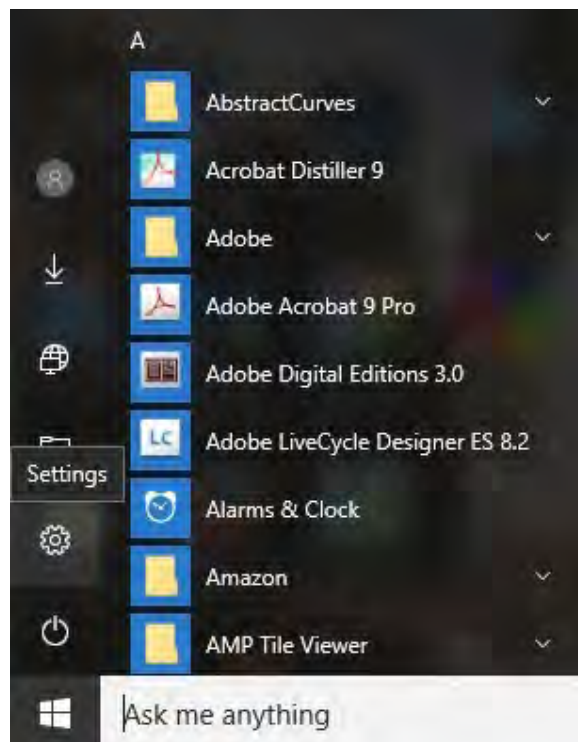 A
AbstractCurves
Acrobat Distiller 9
Adobe
Adobe Acrobat 9 Pro
Adobe Digital Editions 3.0
LC
Adobe LiveCycle Designer ES 8.2
Settings
Alarms & Clock
Amazon
AMP Tile Viewer
Ask me anything